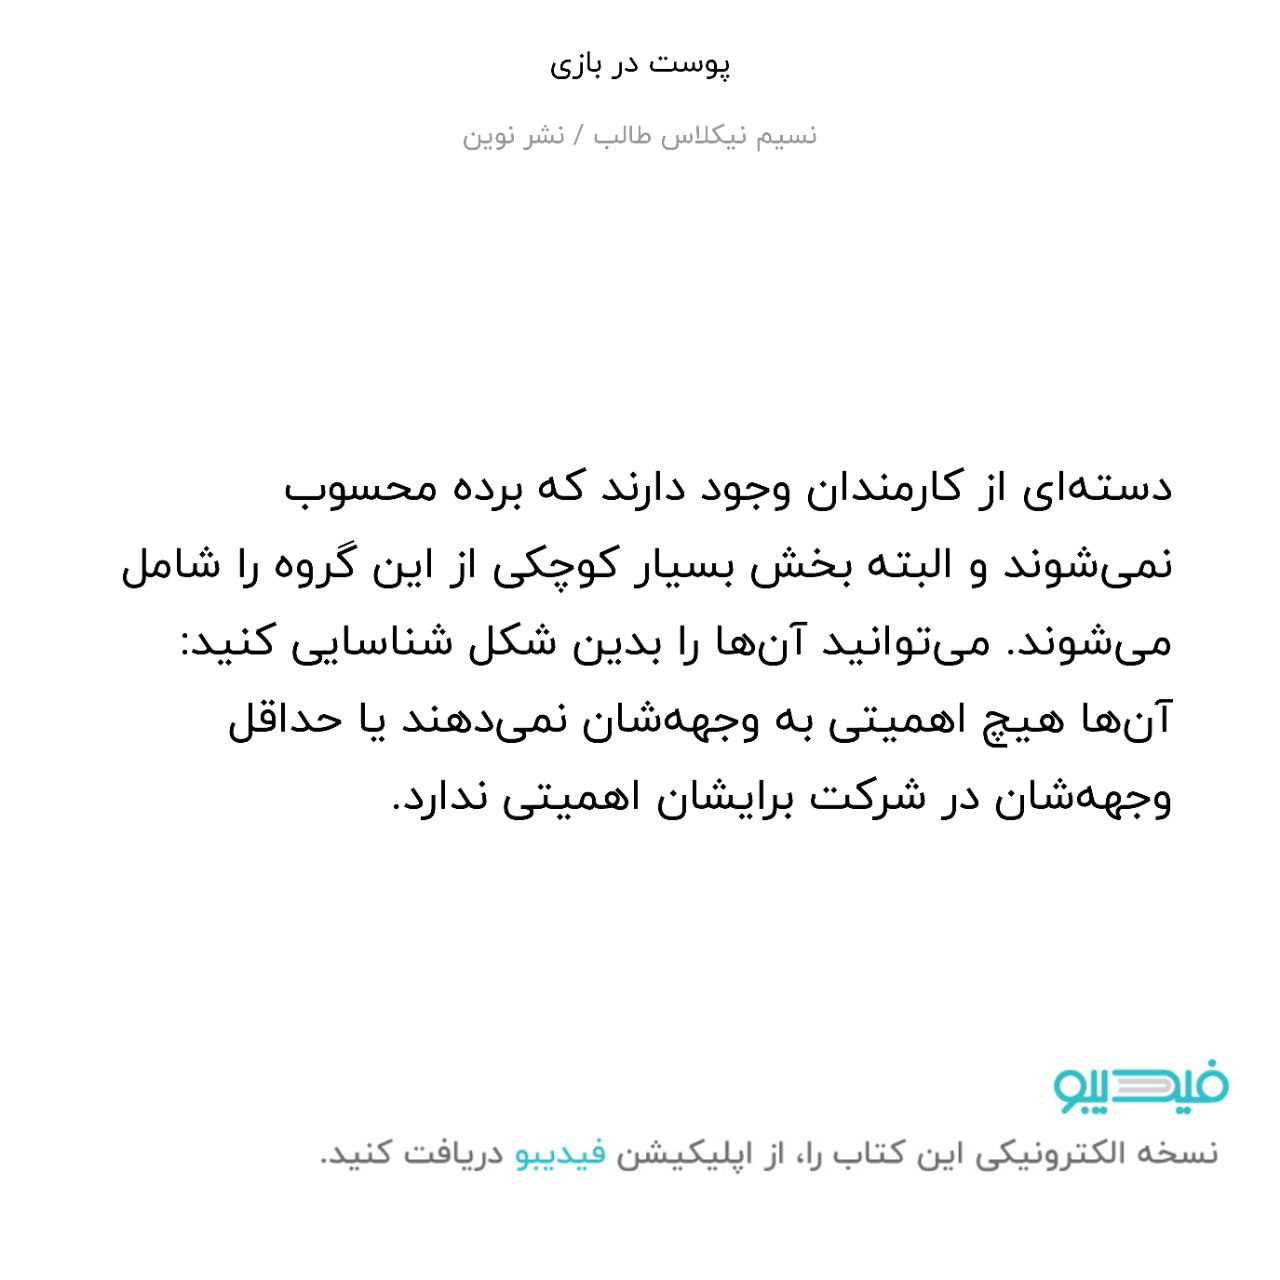 پوست در بازی
نسیم نیکلاس طالب / نشر نوین
دسته‌ای از کارمندان وجود دارند که برده محسوب
نمی‌شوند و البته بخش بسیار کوچکی از این گروه را شامل
می‌شوند. می‌توانید آن‌ها را بدین شکل شناسایی کنید:
آن‌ها هیچ اهمیتی به وجهه‌شان نمی‌دهند یا حداقل
وجهه‌شان در شرکت برایشان اهمیتی ندارد.
فیدیبو
نسخه الکترونیکی این کتاب را، از اپلیکیشن فیدیبو دریافت کنید.